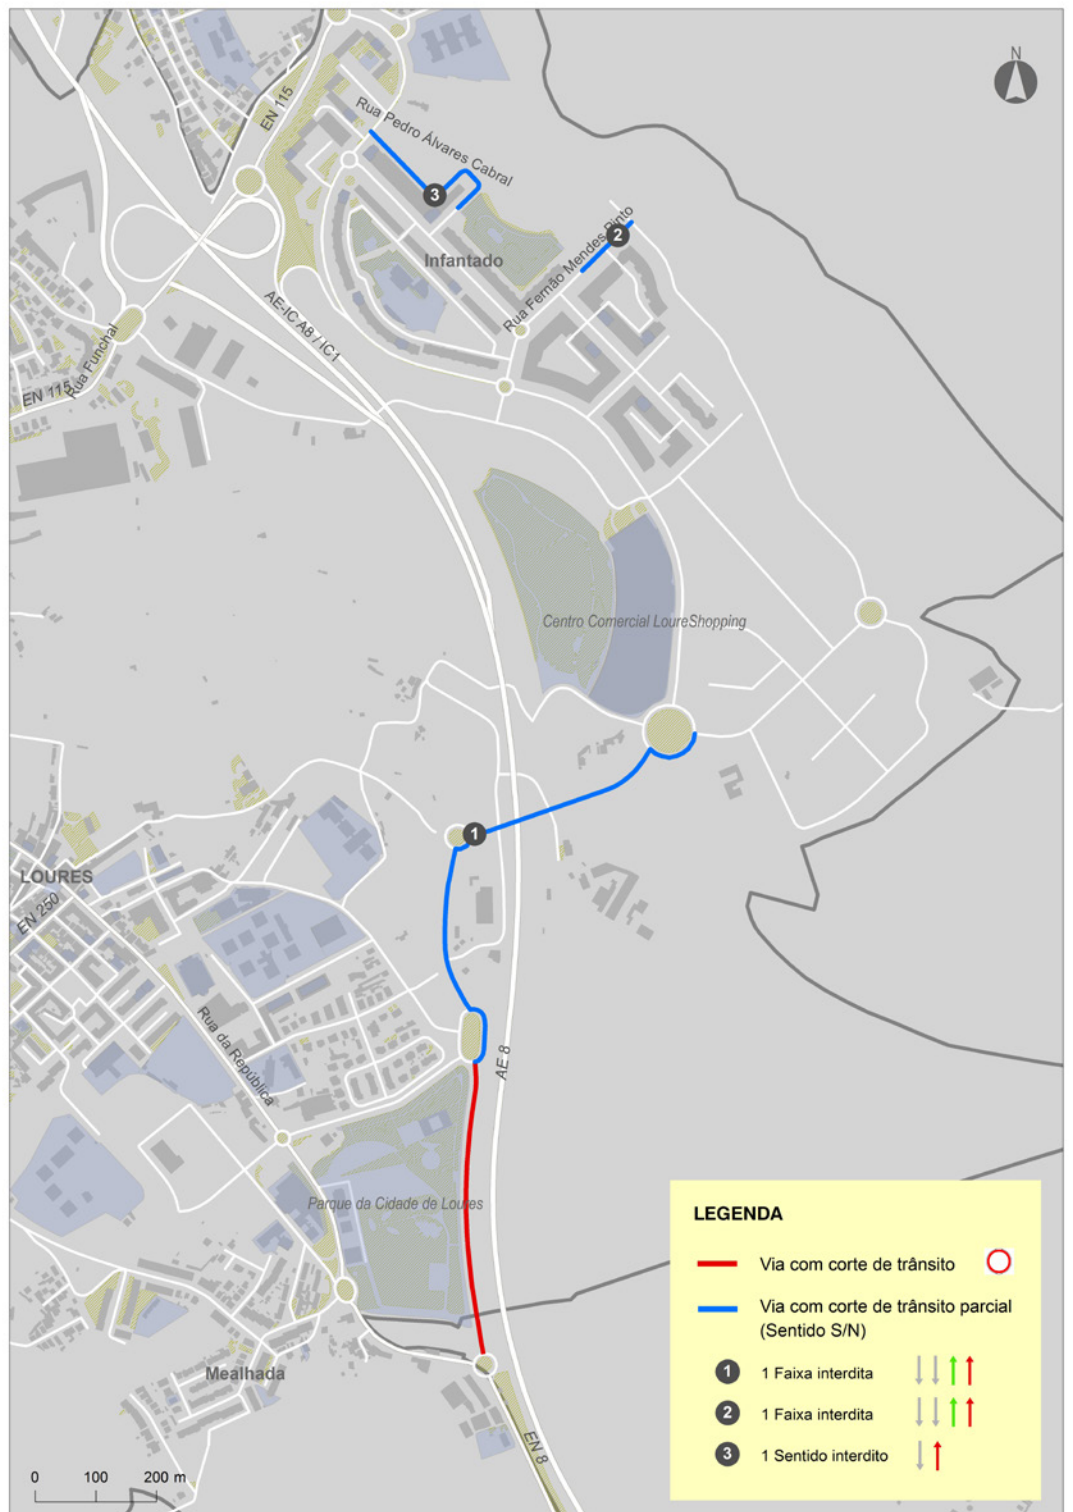 N
EN 115
Rua Pedro Álvares Cabral
3
2
Rua Fernão Mendes Pinto
Infantado
AE-IC A8 / IC1
Rua Funchal
EN 115
Centro Comercial LoureShopping
1
LOURES
EN 250
Rua da República
AE 8
Parque da Cidade de Loures
Mealhada
EN 8
LEGENDA
Via com corte de trânsito
Via com corte de trânsito parcial
(Sentido S/N)
1 1 Faixa interdita
2 1 Faixa interdita
3 1 Sentido interdito
0 100 200 m